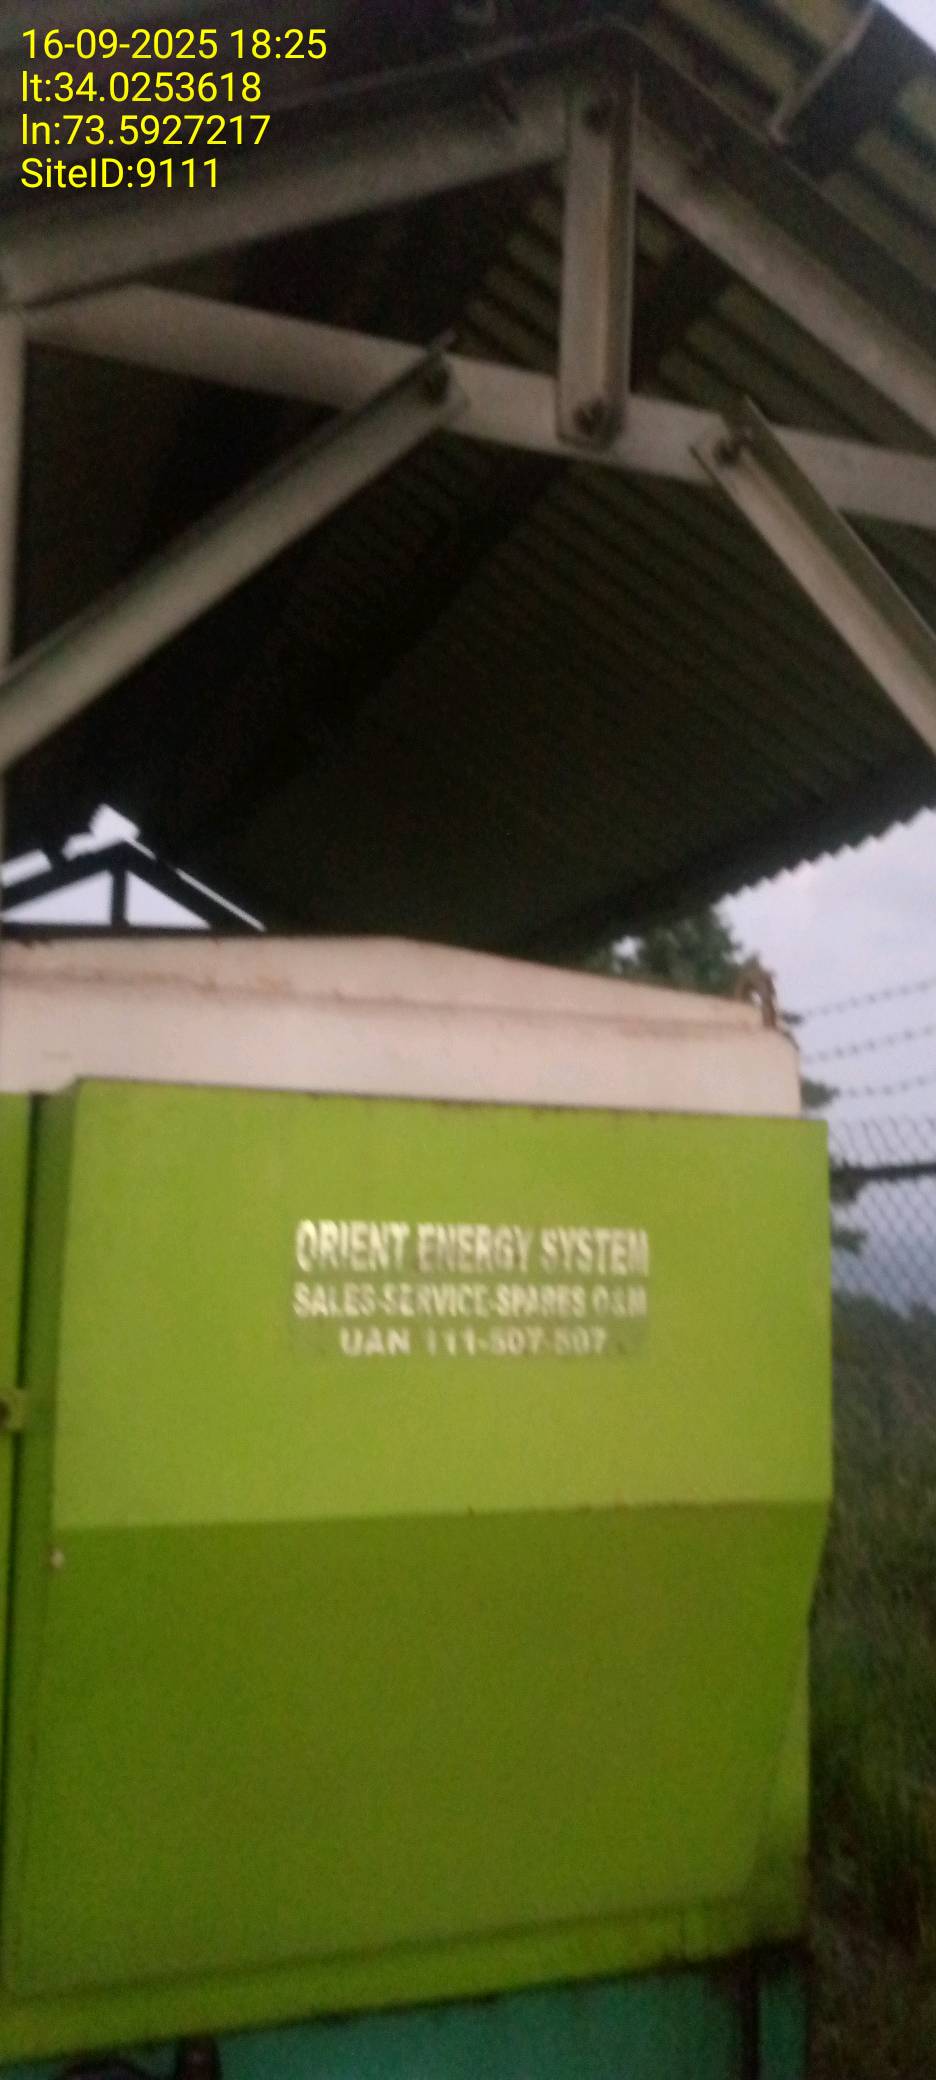 16-09-2025 18:25
lt:34.0253618
ln:73.5927217
SiteID:9111
ORIENT ENERGY SYSTEM
SALES-SERVICE-SPARES O&M
UAN 111-507-507